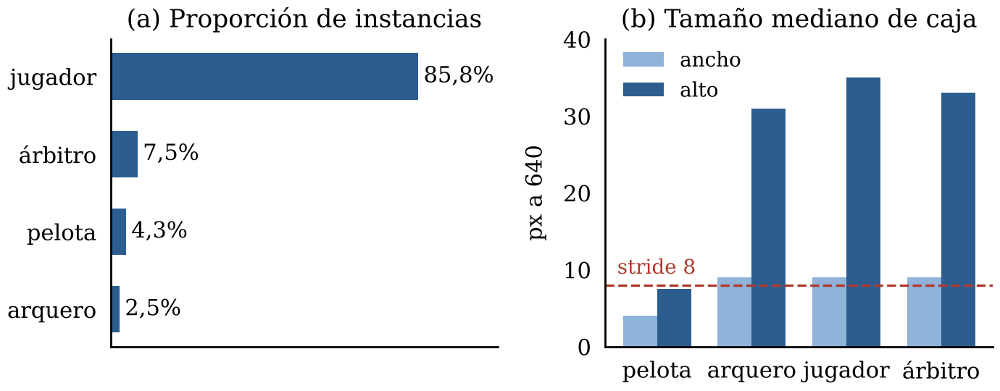 (a) Proporción de instancias
jugador
85,8%
árbitro
7,5%
pelota
4,3%
arquero
2,5%
(b) Tamaño mediano de caja
40
30
20
10
0
px a 640
ancho
alto
stride 8
pelota
arquero
jugador
árbitro